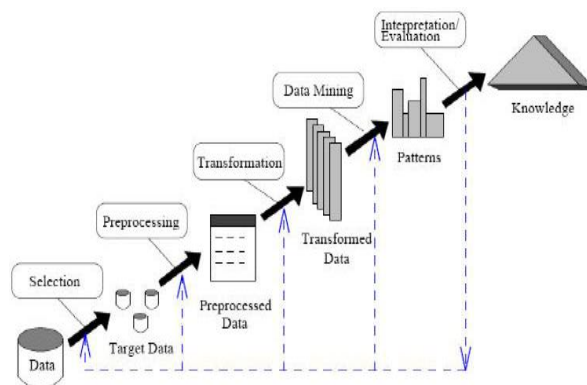 Interpretation/
Evaluation
Data Mining
Knowledge
Transformation
Patterns
Preprocessing
Transformed
Data
Selection
Preprocessed
Data
Data
Target Data